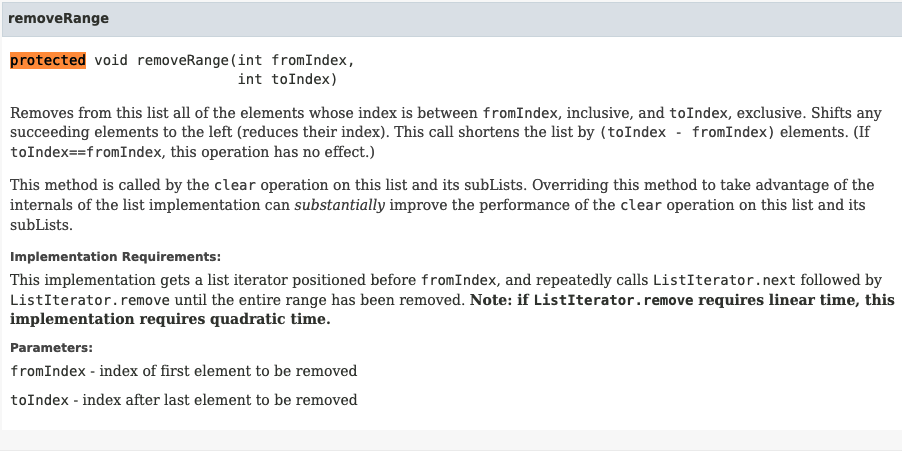 removeRange
protected void removeRange(int fromIndex,
int toIndex)
Removes from this list all of the elements whose index is between fromIndex, inclusive, and toIndex, exclusive. Shifts any
succeeding elements to the left (reduces their index). This call shortens the list by (toIndex - fromIndex) elements. (If
toIndex==fromIndex, this operation has no effect.)
This method is called by the clear operation on this list and its subLists. Overriding this method to take advantage of the
internals of the list implementation can substantially improve the performance of the clear operation on this list and its
subLists.
Implementation Requirements:
This implementation gets a list iterator positioned before fromIndex, and repeatedly calls ListIterator.next followed by
ListIterator.remove until the entire range has been removed. Note: if ListIterator.remove requires linear time, this
implementation requires quadratic time.
Parameters:
fromIndex - index of first element to be removed
toIndex - index after last element to be removed